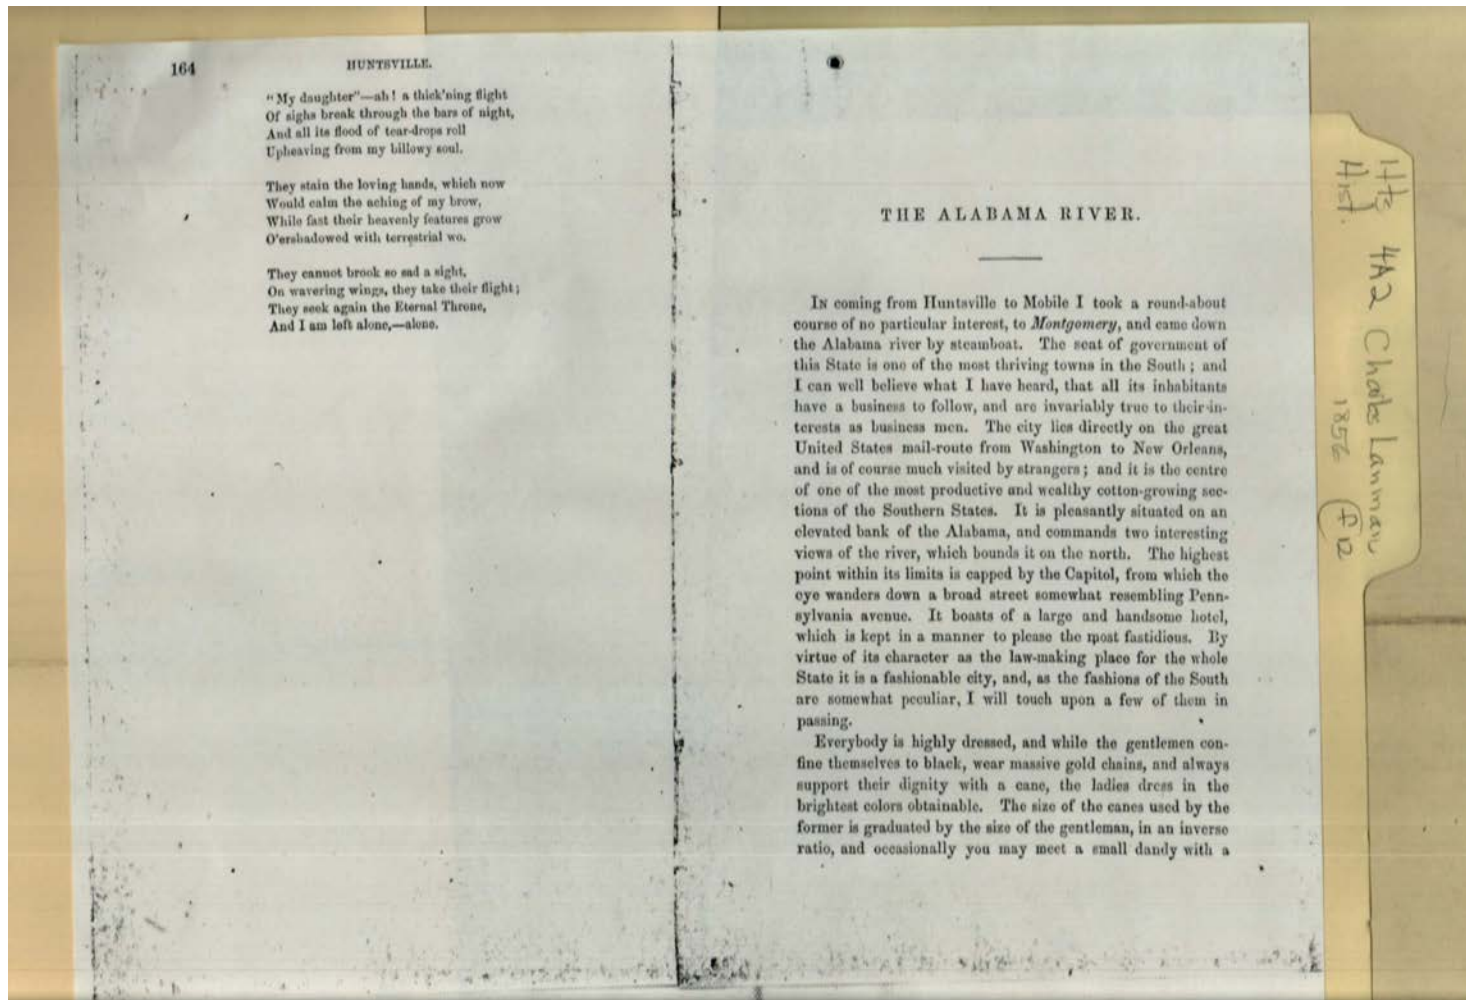 164
HUNTSVILLE.
"My daughter"—ah! a thick'ning flight
Of sighs break through the bars of night,
And all its flood of tear-drops roll
Upheaving from my billowy soul.
They stain the loving hands, which now
Would calm the aching of my brow,
While fast their heavenly features grow
O'ershadowed with terrestrial wo.
They cannot brook so sad a sight,
On wavering wings, they take their flight;
They seek again the Eternal Throne,
And I am left alone,—alone.
THE ALABAMA RIVER.
In coming from Huntsville to Mobile I took a round-about
course of no particular interest, to Montgomery, and came down
the Alabama river by steamboat. The seat of government of
this State is one of the most thriving towns in the South; and
I can well believe what I have heard, that all its inhabitants
have a business to follow, and are invariably true to their in-
terests as business men. The city lies directly on the great
United States mail-route from Washington to New Orleans,
and is of course much visited by strangers; and it is the centre
of one of the most productive and wealthy cotton-growing sec-
tions of the Southern States. It is pleasantly situated on an
elevated bank of the Alabama, and commands two interesting
views of the river, which bounds it on the north. The highest
point within its limits is capped by the Capitol, from which the
eye wanders down a broad street somewhat resembling Penn-
sylvania avenue. It boasts of a large and handsome hotel,
which is kept in a manner to please the most fastidious. By
virtue of its character as the law-making place for the whole
State it is a fashionable city, and, as the fashions of the South
are somewhat peculiar, I will touch upon a few of them in
passing.
Everybody is highly dressed, and while the gentlemen con-
fine themselves to black, wear massive gold chains, and always
support their dignity with a cane, the ladies dress in the
brightest colors obtainable. The size of the canes used by the
former is graduated by the size of the gentleman, in an inverse
ratio, and occasionally you may meet a small dandy with a
Hts 4A2 Charles Lanman
Hist. 1856 f12